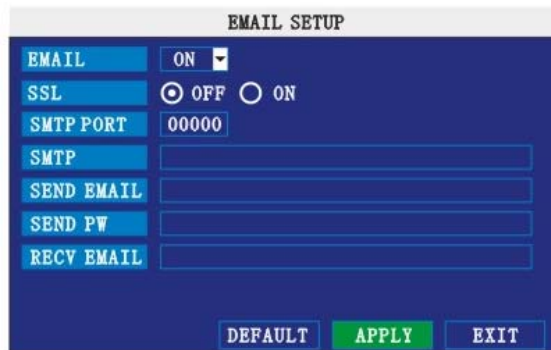 EMAIL SETUP
EMAIL ON
SSL OFF ON
SMTP PORT 00000
SMTP
SEND EMAIL
SEND PW
RECV EMAIL
DEFAULT APPLY EXIT